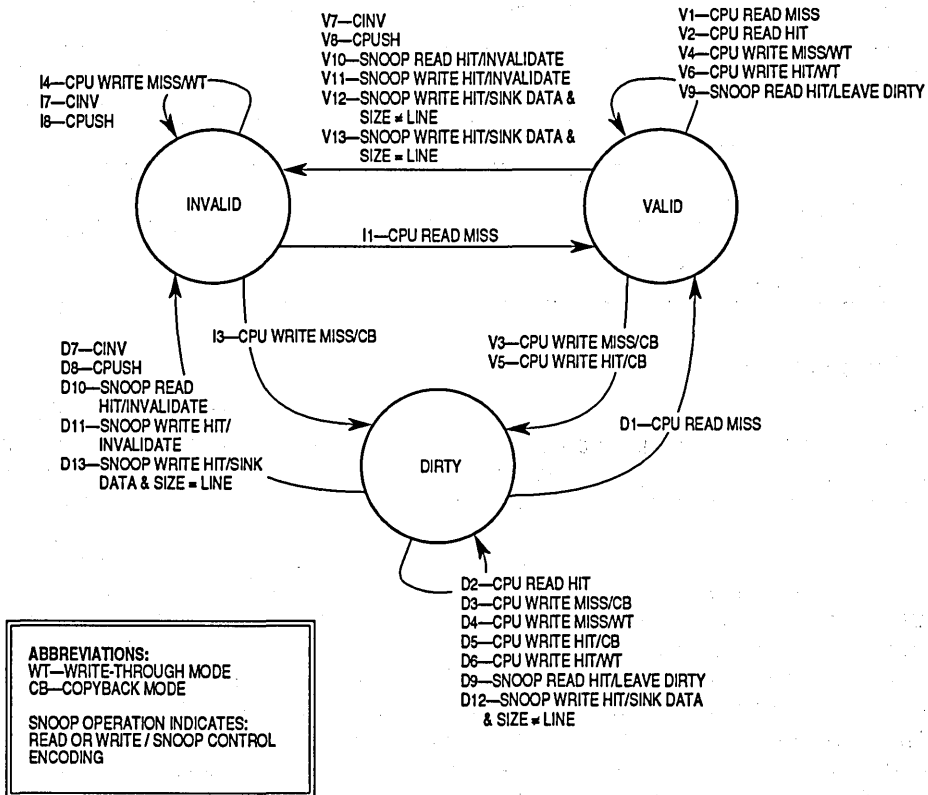 V7—CINV
V8—CPUSH
V10—SNOOP READ HIT/INVALIDATE
V11—SNOOP WRITE HIT/INVALIDATE
V12—SNOOP WRITE HIT/SINK DATA &
SIZE ≠ LINE
V13—SNOOP WRITE HIT/SINK DATA &
SIZE = LINE
V1—CPU READ MISS
V2—CPU READ HIT
V4—CPU WRITE MISS/WT
V6—CPU WRITE HIT/WT
V9—SNOOP READ HIT/LEAVE DIRTY
I4—CPU WRITE MISS/WT
I7—CINV
I8—CPUSH
INVALID
VALID
I1—CPU READ MISS
I3—CPU WRITE MISS/CB
V3—CPU WRITE MISS/CB
V5—CPU WRITE HIT/CB
D7—CINV
D8—CPUSH
D10—SNOOP READ
HIT/INVALIDATE
D11—SNOOP WRITE HIT/
INVALIDATE
D13—SNOOP WRITE HIT/SINK
DATA & SIZE = LINE
D1—CPU READ MISS
DIRTY
D2—CPU READ HIT
D3—CPU WRITE MISS/CB
D4—CPU WRITE MISS/WT
D5—CPU WRITE HIT/CB
D6—CPU WRITE HIT/WT
D9—SNOOP READ HIT/LEAVE DIRTY
D12—SNOOP WRITE HIT/SINK DATA
& SIZE ≠ LINE
ABBREVIATIONS:
WT—WRITE-THROUGH MODE
CB—COPYBACK MODE
SNOOP OPERATION INDICATES:
READ OR WRITE / SNOOP CONTROL
ENCODING